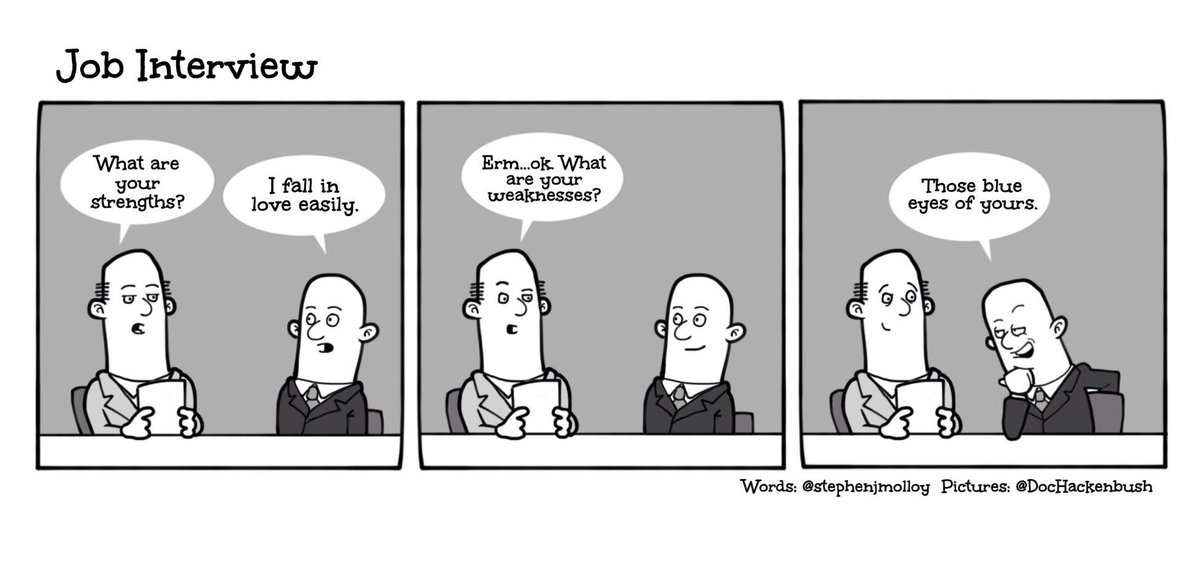 Job Interview
What are
your
strengths?
I fall in
love easily.
Erm...ok. What
are your
weaknesses?
Those blue
eyes of yours.
Words: @stephenjmolloy Pictures: @DocHackenbush